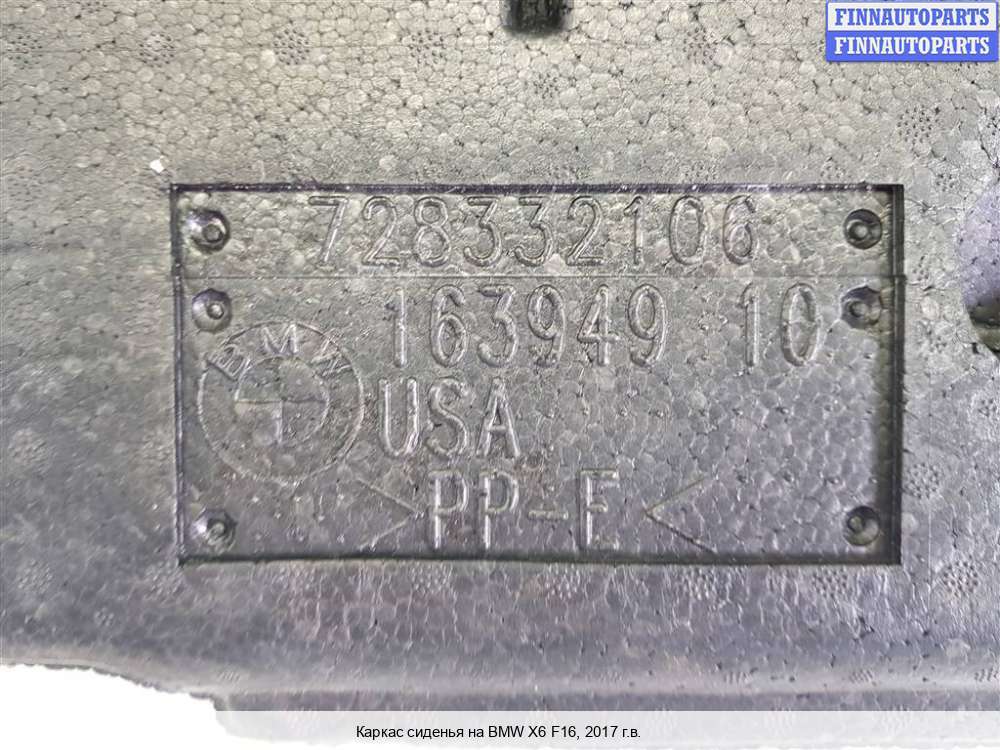 FINNAUTOPARTS
FINNAUTOPARTS
728332106
163949 10
BMW
USA
>PP-E<
Каркас сиденья на BMW X6 F16, 2017 г.в.